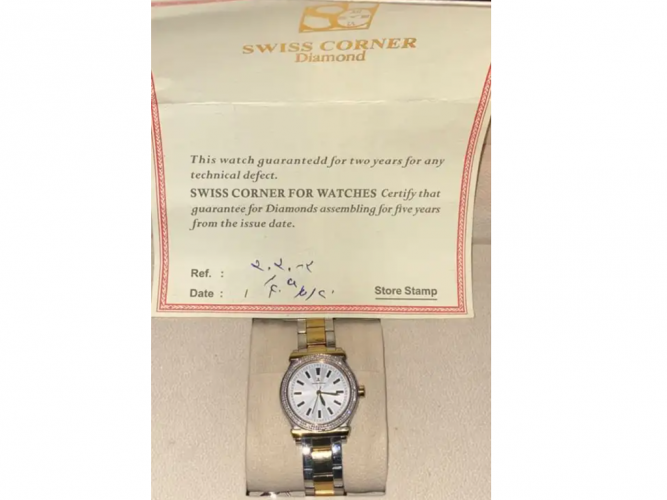 SWISS CORNER
Diamond
This watch guaranteedd for two years for any
technical defect.
SWISS CORNER FOR WATCHES Certify that
guarantee for Diamonds assembling for five years
from the issue date.
Ref. :
Date :
Store Stamp